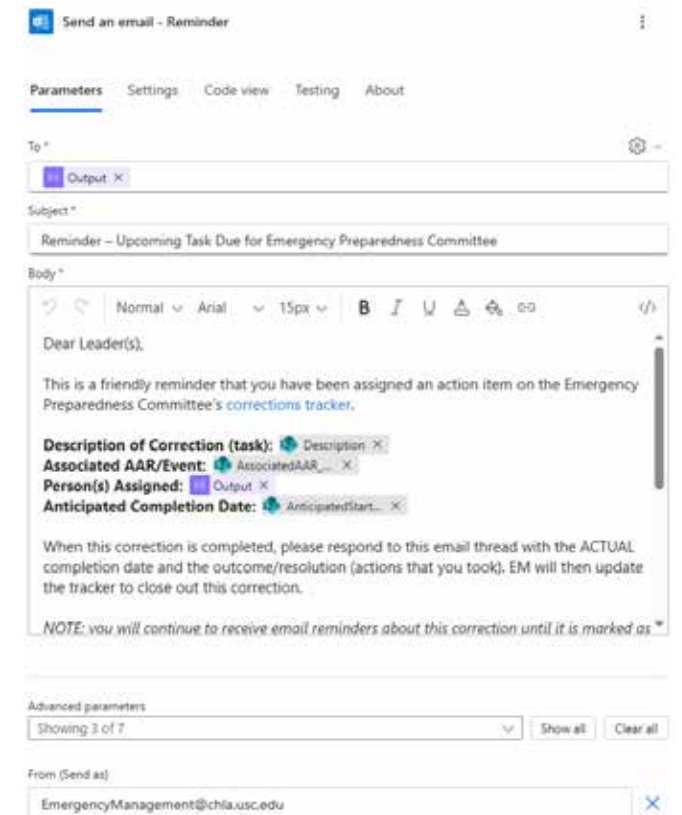 Send an email - Reminder
Parameters Settings Code view Testing About
To *
Output ×
Subject *
Reminder – Upcoming Task Due for Emergency Preparedness Committee
Body *
Normal Arial 15px B I U A </>
Dear Leader(s),
This is a friendly reminder that you have been assigned an action item on the Emergency
Preparedness Committee's corrections tracker.
Description of Correction (task): Description ×
Associated AAR/Event: AssociatedAAR_... ×
Person(s) Assigned: Output ×
Anticipated Completion Date: AnticipatedStart... ×
When this correction is completed, please respond to this email thread with the ACTUAL
completion date and the outcome/resolution (actions that you took). EM will then update
the tracker to close out this correction.
NOTE: you will continue to receive email reminders about this correction until it is marked as
Advanced parameters
Showing 3 of 7 Show all Clear all
From (Send as)
EmergencyManagement@chla.usc.edu